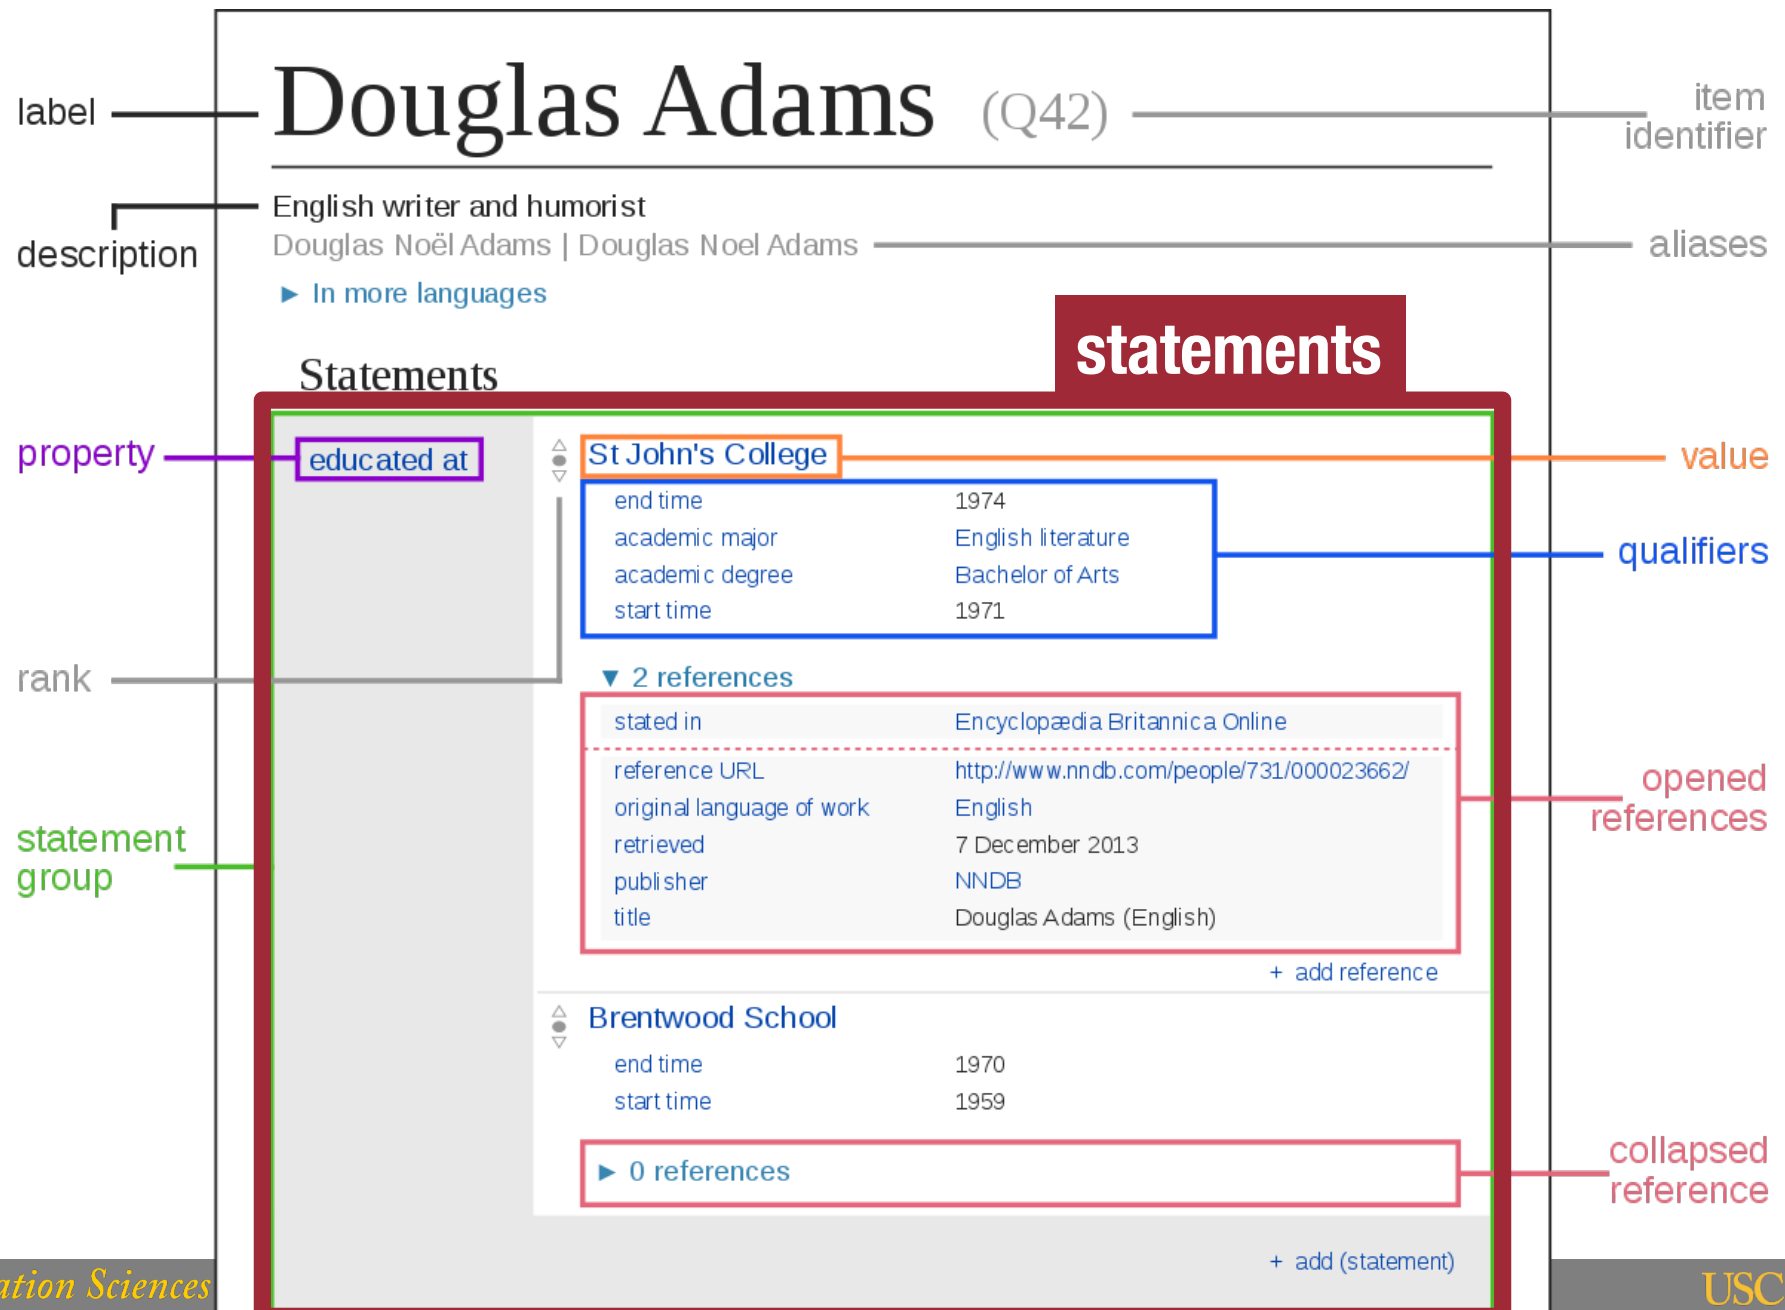 Douglas Adams (Q42)
label
item
identifier
English writer and humorist
description
Douglas Noël Adams | Douglas Noel Adams
aliases
► In more languages
statements
Statements
property
educated at
St John's College
value
end time 1974
academic major English literature
academic degree Bachelor of Arts
start time 1971
qualifiers
rank
▼ 2 references
stated in Encyclopædia Britannica Online
reference URL http://www.nndb.com/people/731/000023662/
original language of work English
retrieved 7 December 2013
publisher NNDB
title Douglas Adams (English)
opened
references
statement
group
+ add reference
Brentwood School
end time 1970
start time 1959
► 0 references
collapsed
reference
+ add (statement)
ation Sciences
USC